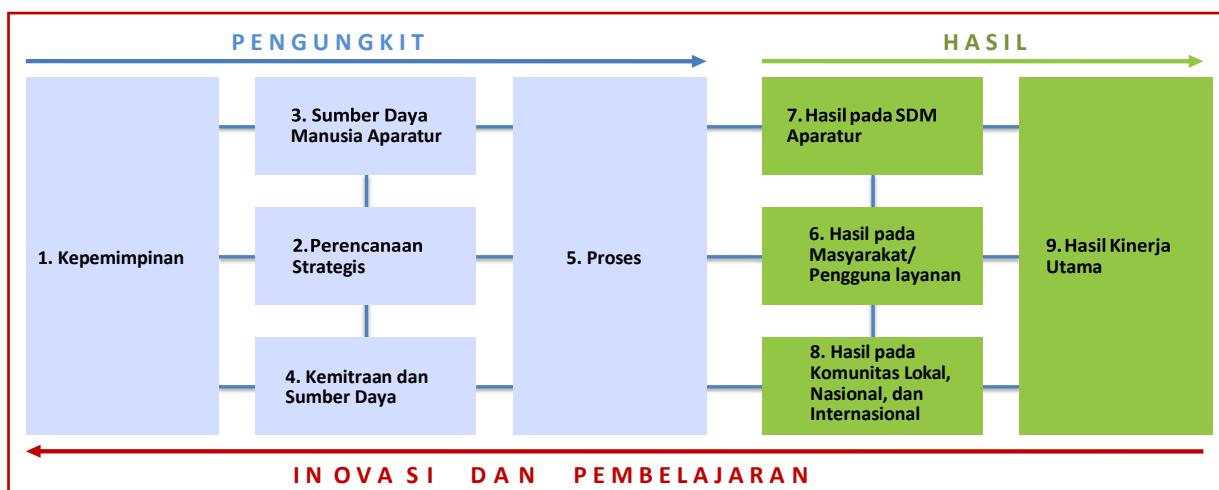 PENGUNGKIT
HASIL
1. Kepemimpinan
3. Sumber Daya
Manusia Aparatur
2. Perencanaan
Strategis
4. Kemitraan dan
Sumber Daya
5. Proses
7. Hasil pada SDM
Aparatur
6. Hasil pada
Masyarakat/
Pengguna layanan
8. Hasil pada
Komunitas Lokal,
Nasional, dan
Internasional
9. Hasil Kinerja
Utama
INOVASI DAN PEMBELAJARAN